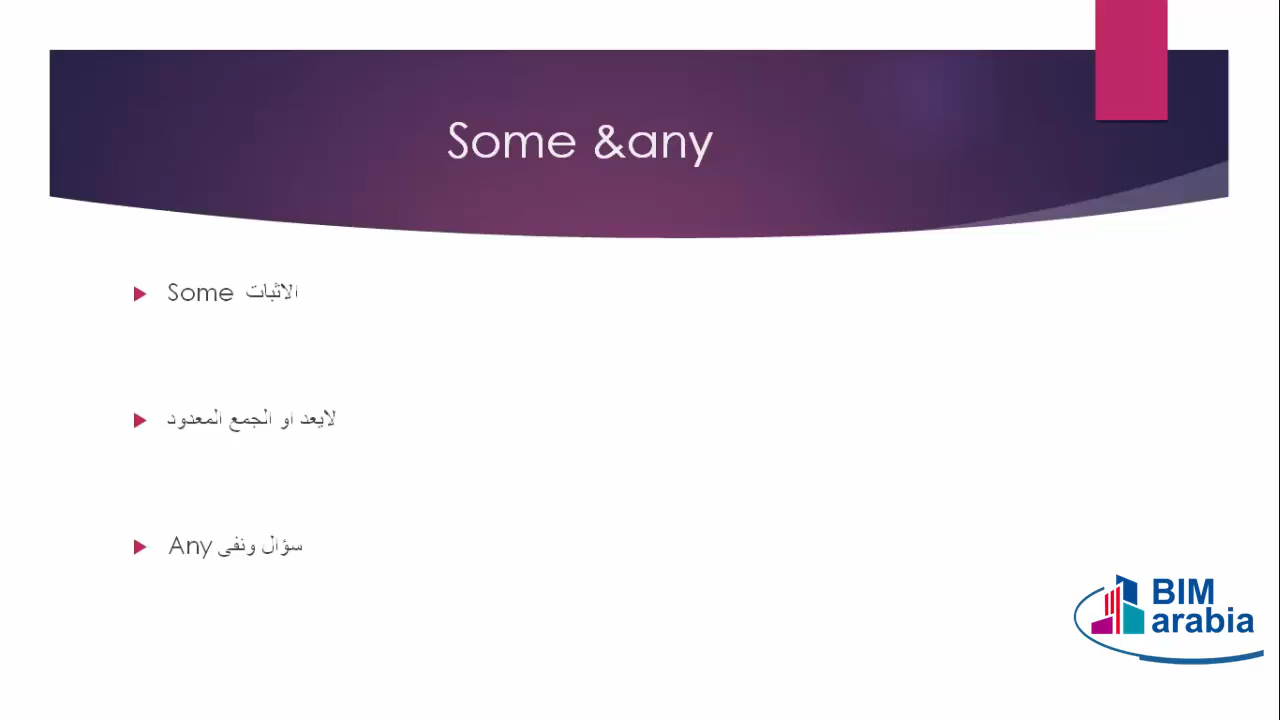 Some &any
Some الاثبات
لايعد او الجمع المعدود
Any سؤال ونفى
BIM
arabia